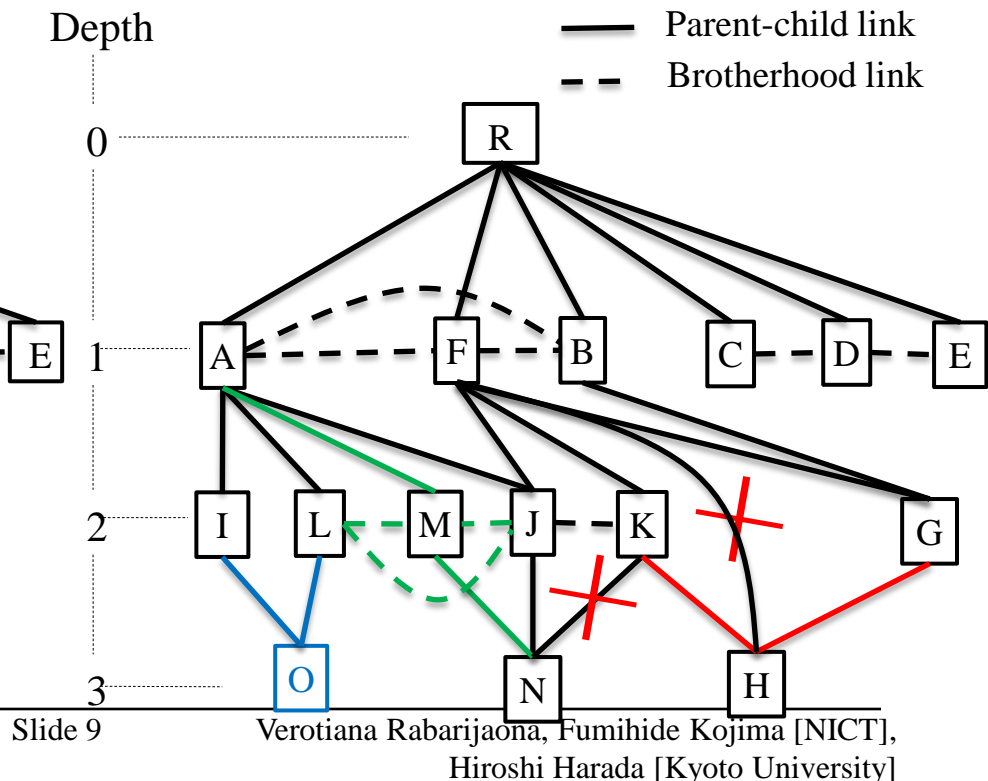 Depth
Parent-child link
Brotherhood link
0
R
E
1
A
F
B
C
D
E
2
I
L
M
J
K
G
3
O
N
H
Slide 9
Verotiana Rabarijaona, Fumihide Kojima [NICT],
Hiroshi Harada [Kyoto University]